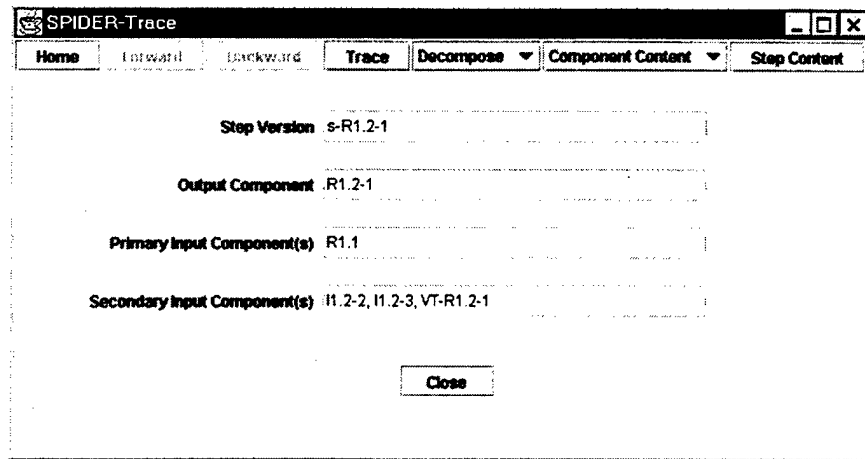 SPIDER-Trace
Home Forward Backward Trace Decompose Component Content Step Content
Step Version s-R1.2-1
Output Component R1.2-1
Primary Input Component(s) R1.1
Secondary Input Component(s) I1.2-2, I1.2-3, VT-R1.2-1
Close